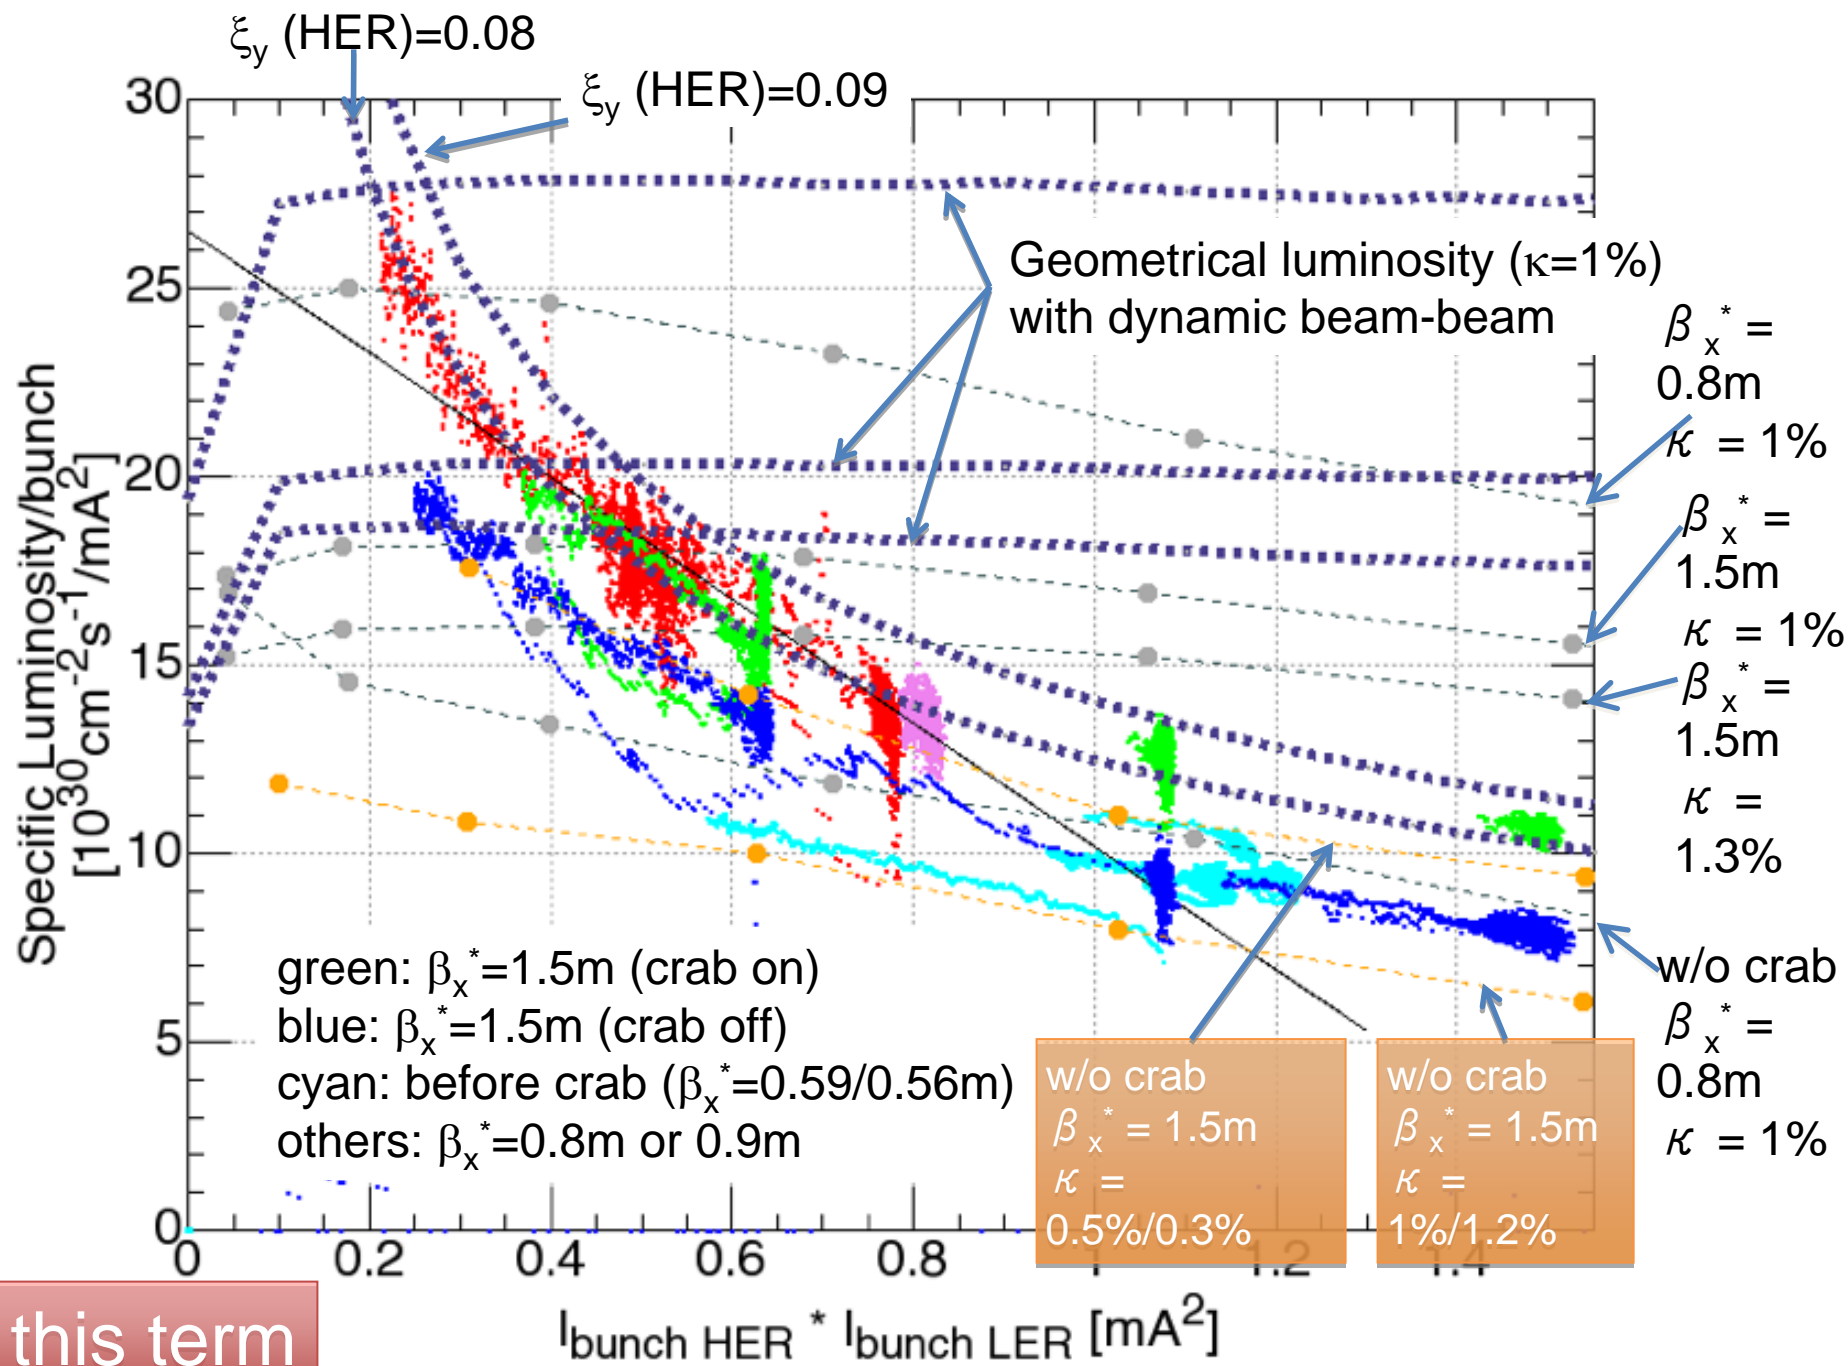 ξy (HER)=0.08
ξy (HER)=0.09
30
25
20
15
10
5
0
Specific Luminosity/bunch
[10^30cm^-2s^-1/mA^2]
Geometrical luminosity (κ=1%)
with dynamic beam-beam
βx* =
0.8m
κ = 1%
βx* =
1.5m
κ = 1%
βx* =
1.5m
κ =
1.3%
w/o crab
βx* =
0.8m
κ = 1%
green: βx*=1.5m (crab on)
blue: βx*=1.5m (crab off)
cyan: before crab (βx*=0.59/0.56m)
others: βx*=0.8m or 0.9m
w/o crab
βx* = 1.5m
κ =
0.5%/0.3%
w/o crab
βx* = 1.5m
κ =
1%/1.2%
0 0.2 0.4 0.6 0.8 1 1.2 1.4
Ibunch HER * Ibunch LER [mA^2]
this term